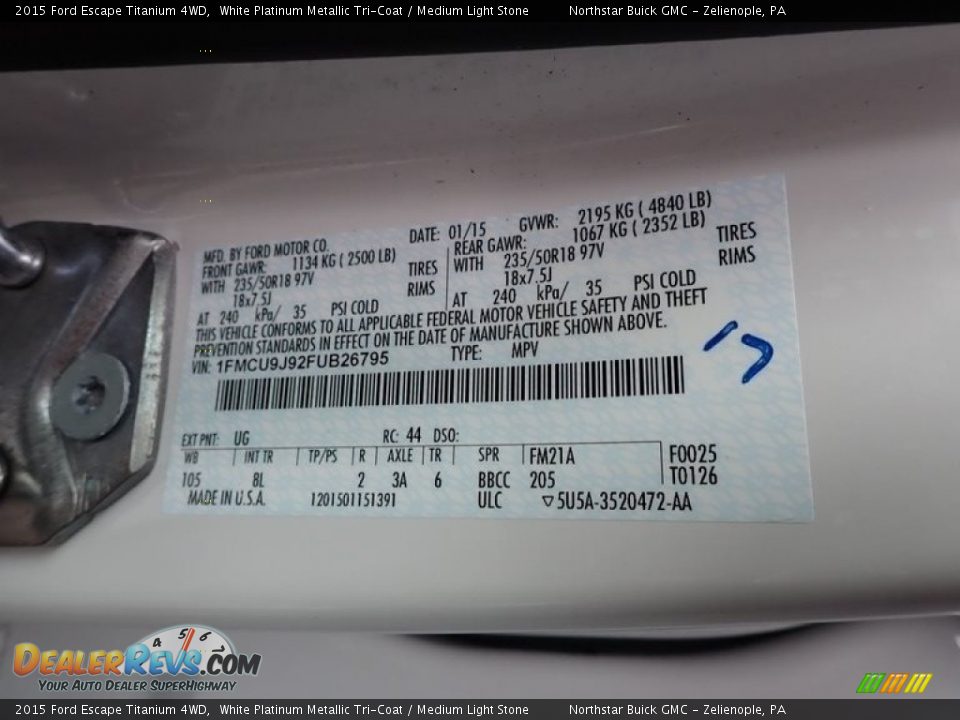 2015 Ford Escape Titanium 4WD, White Platinum Metallic Tri-Coat / Medium Light Stone Northstar Buick GMC - Zelienople, PA
MFD. BY FORD MOTOR CO. DATE: 01/15 GVWR: 2195 KG ( 4840 LB)
FRONT GAWR: 1134 KG ( 2500 LB) REAR GAWR: 1067 KG ( 2352 LB)
WITH 235/50R18 97V TIRES WITH 235/50R18 97V TIRES
18x7.5J RIMS 18x7.5J RIMS
AT 240 kPa/ 35 PSI COLD AT 240 kPa/ 35 PSI COLD
THIS VEHICLE CONFORMS TO ALL APPLICABLE FEDERAL MOTOR VEHICLE SAFETY AND THEFT
PREVENTION STANDARDS IN EFFECT ON THE DATE OF MANUFACTURE SHOWN ABOVE.
VIN: 1FMCU9J92FUB26795 TYPE: MPV
EXT PNT: UG RC: 44 DSO:
WB INT TR TP/PS R AXLE TR SPR FM21A F0025
105 8L 2 3A 6 BBCC 205 T0126
MADE IN U.S.A. 1201501151391 ULC ▽5U5A-3520472-AA
4 5 6
DEALERREVS.COM
YOUR AUTO DEALER SUPERHIGHWAY
2015 Ford Escape Titanium 4WD, White Platinum Metallic Tri-Coat / Medium Light Stone Northstar Buick GMC - Zelienople, PA